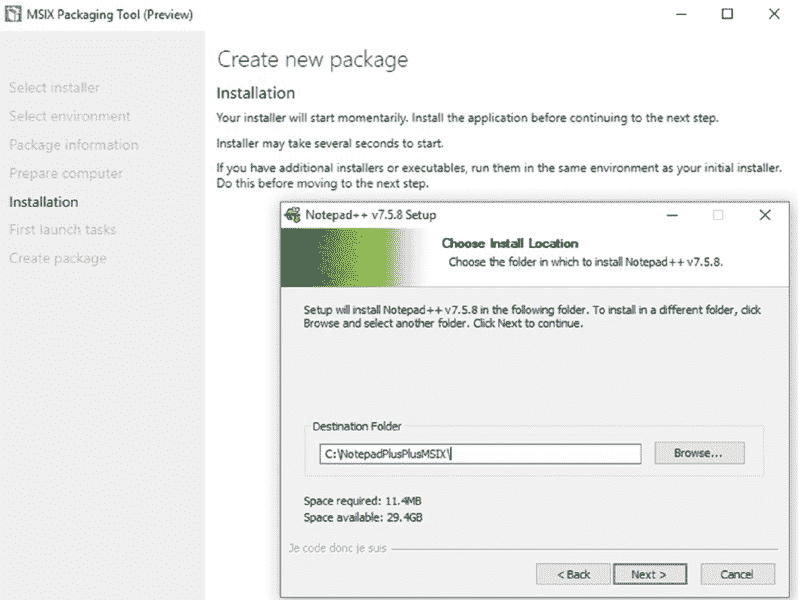 MSIX Packaging Tool (Preview)
Select installer
Select environment
Package information
Prepare computer
Installation
First launch tasks
Create package
Create new package
Installation
Your installer will start momentarily. Install the application before continuing to the next step.
Installer may take several seconds to start.
If you have additional installers or executables, run them in the same environment as your initial installer.
Do this before moving to the next step.
Notepad++ v7.5.8 Setup
Choose Install Location
Choose the folder in which to install Notepad++ v7.5.8.
Setup will install Notepad++ v7.5.8 in the following folder. To install in a different folder, click
Browse and select another folder. Click Next to continue.
Destination Folder
C:\NotepadPlusPlusMSIX\
Browse...
Space required: 11.4MB
Space available: 29.4GB
Je code donc je suis
< Back
Next >
Cancel